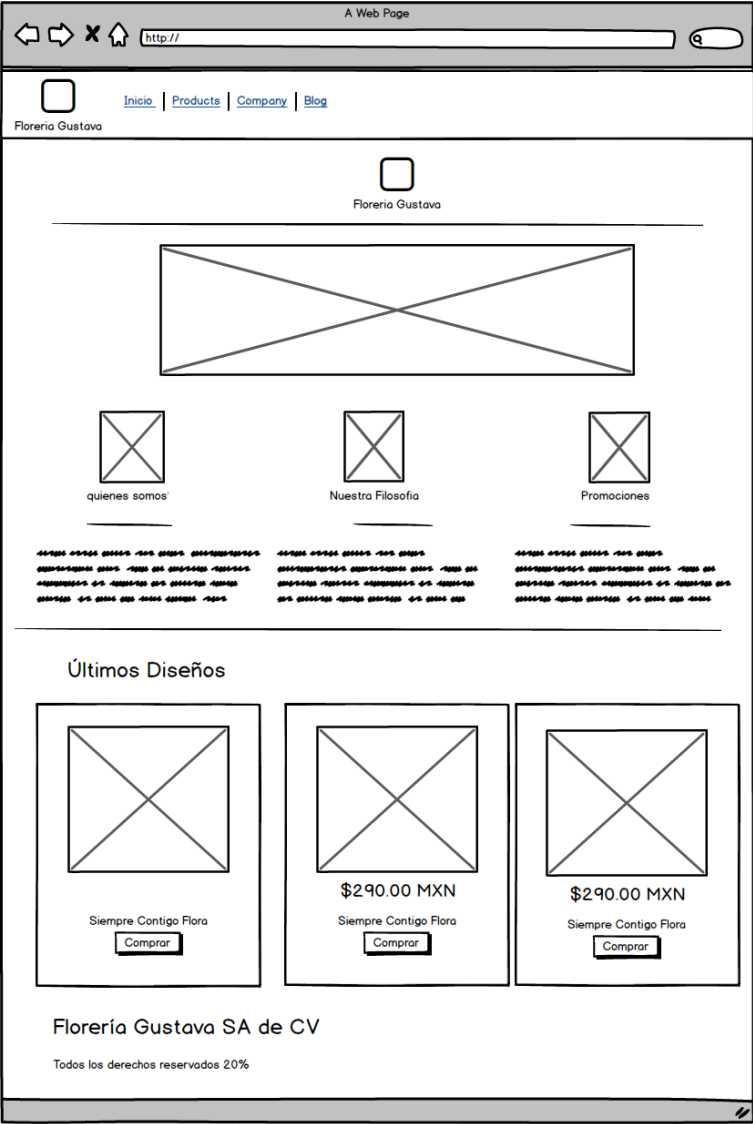 A Web Page
http://
Inicio | Products | Company | Blog
Floreria Gustava
Floreria Gustava
quienes somos'
Nuestra Filosofia
Promociones
Últimos Diseños
$290.00 MXN
$290.00 MXN
Siempre Contigo Flora
Siempre Contigo Flora
Siempre Contigo Flora
Comprar
Comprar
Comprar
Florería Gustava SA de CV
Todos los derechos reservados 20%